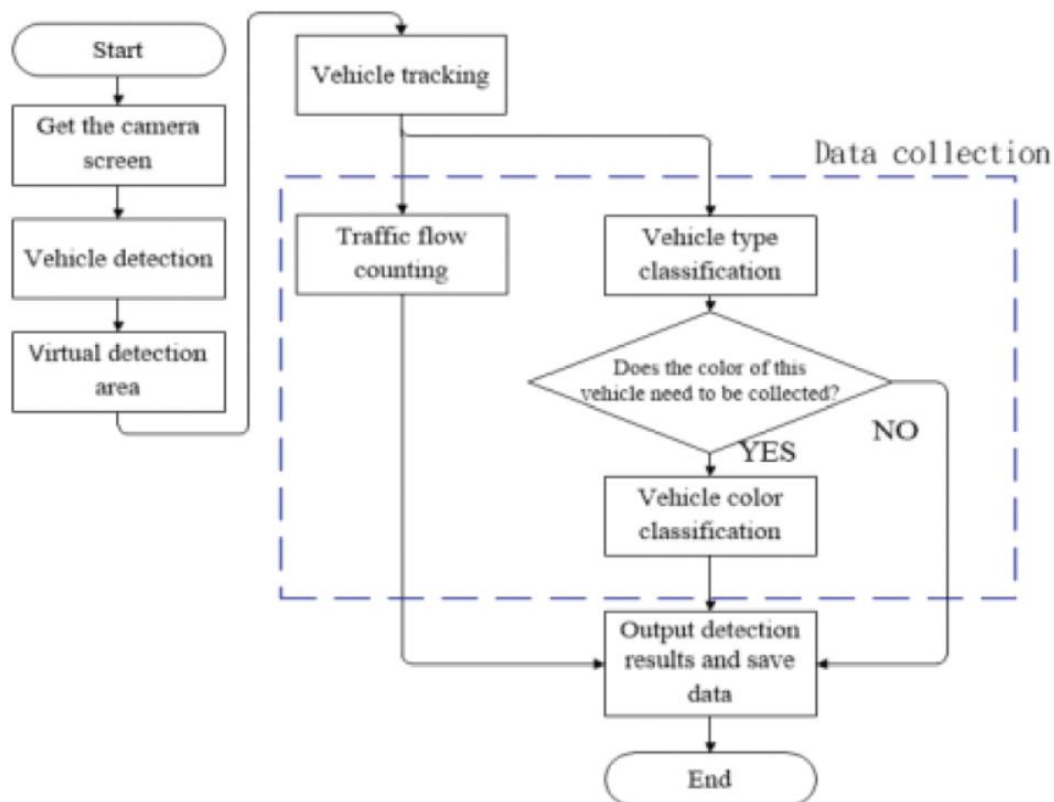 Start
Get the camera
screen
Vehicle detection
Virtual detection
area
Vehicle tracking
Data collection
Traffic flow
counting
Vehicle type
classification
Does the color of this
vehicle need to be collected?
YES
NO
Vehicle color
classification
Output detection
results and save
data
End